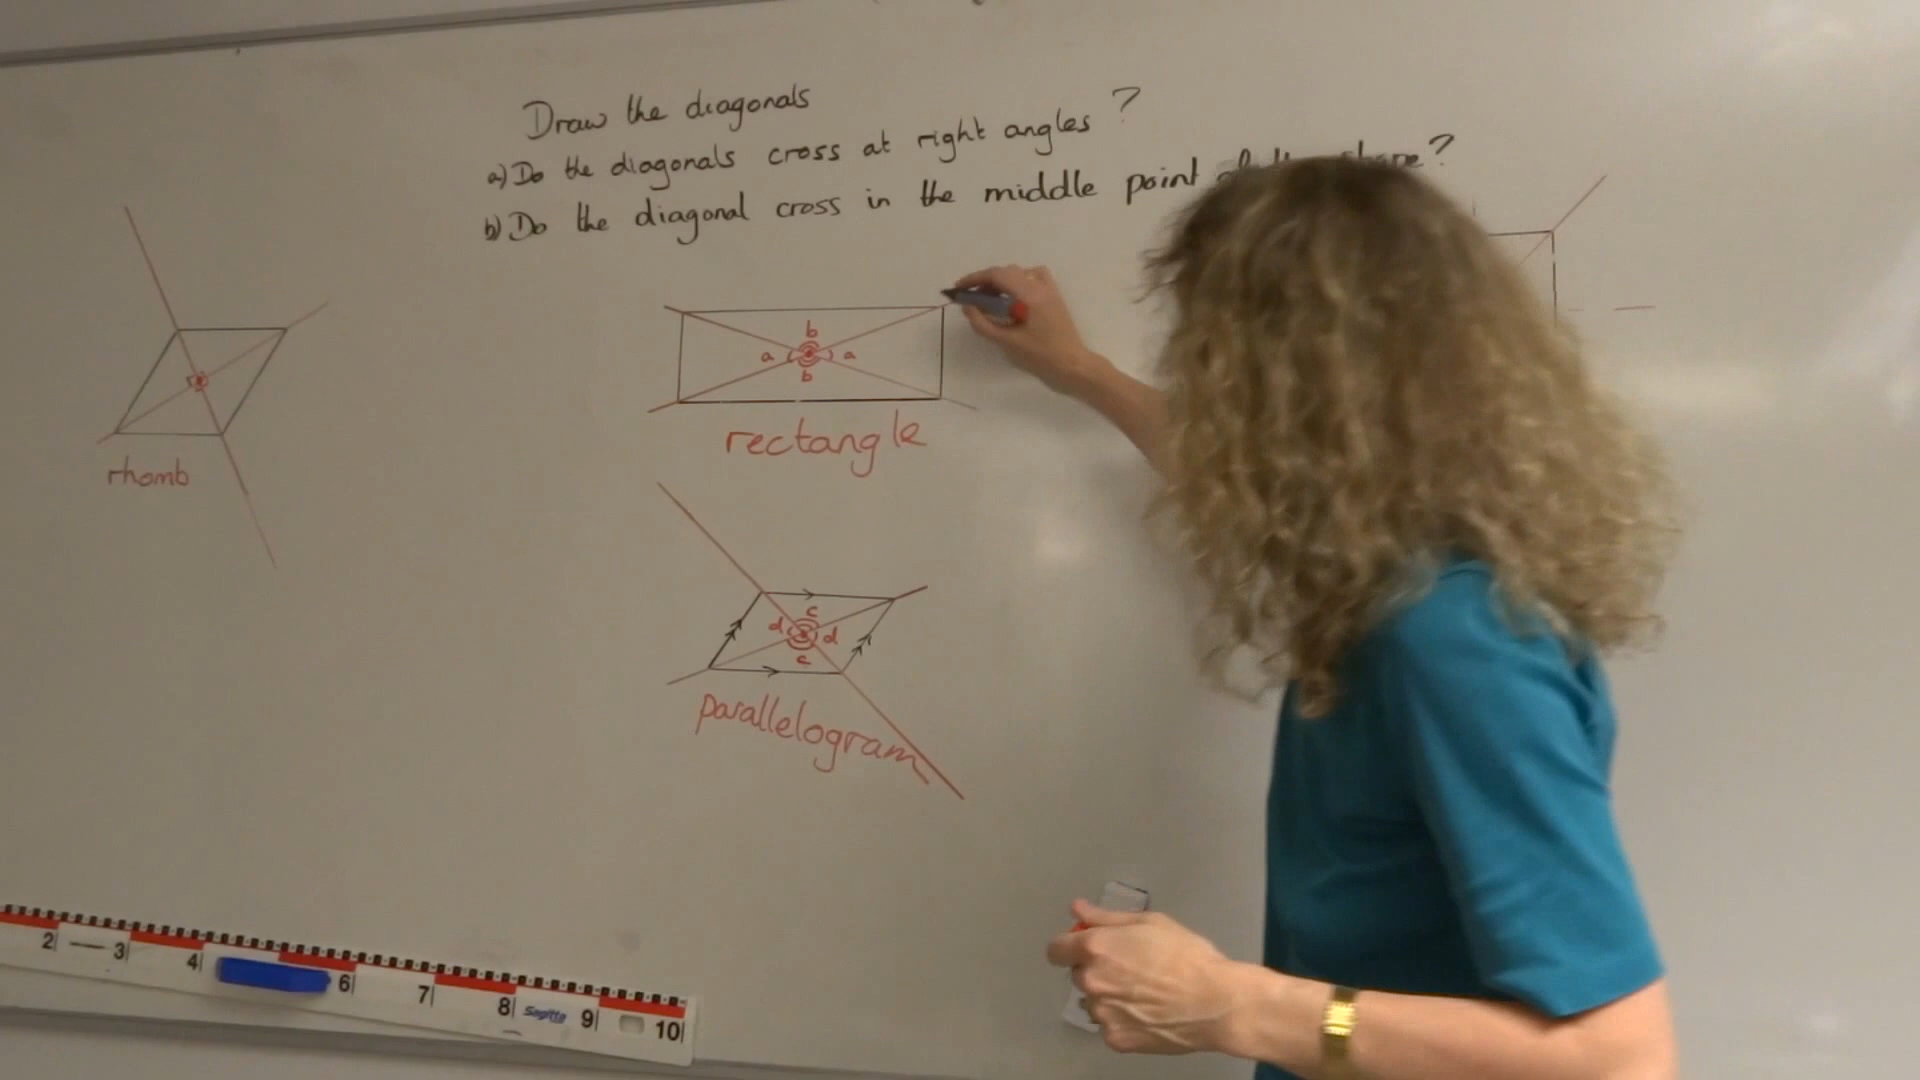 Draw the diagonals
a) Do the diagonals cross at right angles ?
b) Do the diagonal cross in the middle point ?
b
a a
b
rectangle
rhomb
c
d d
c
parallelogram
2 3 4 6 7 8 Sagitta 9 10